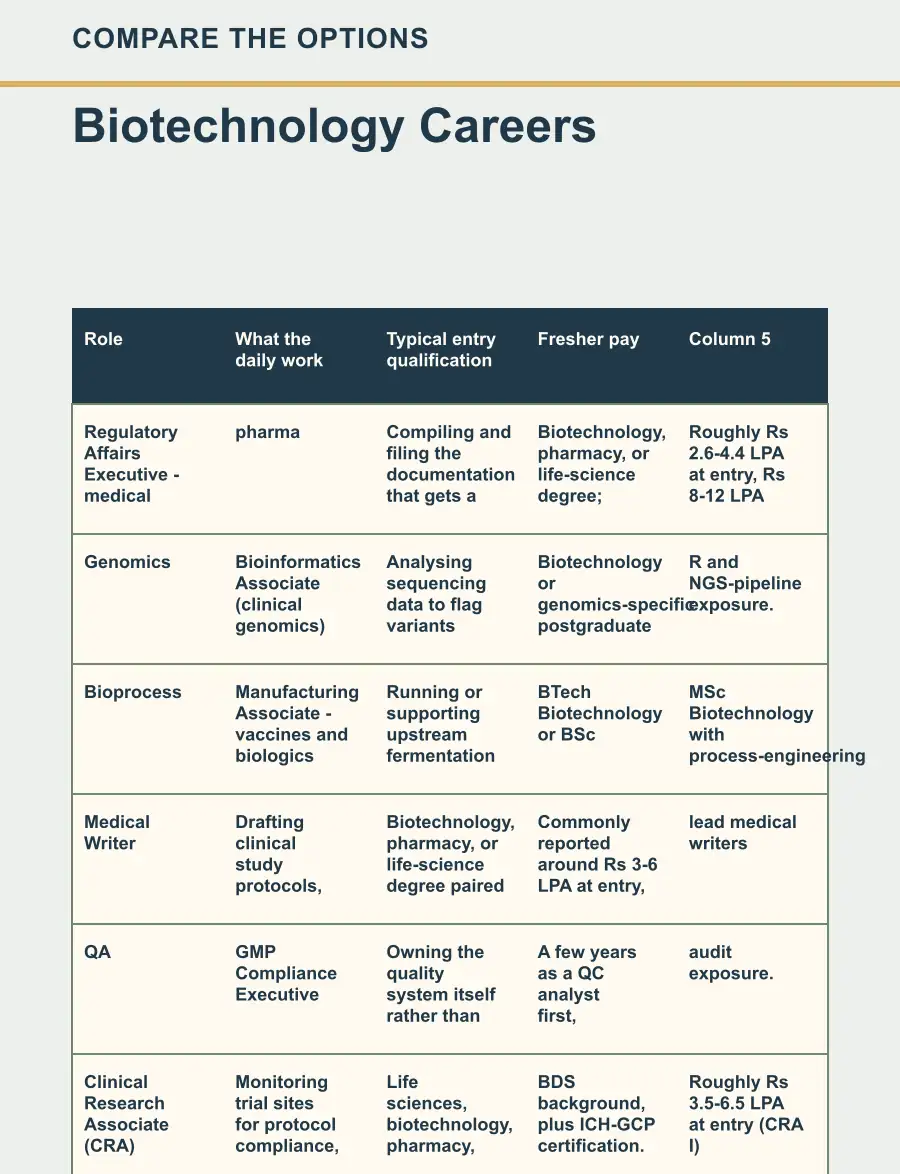 COMPARE THE OPTIONS
Biotechnology Careers
Role
What the
daily work
Typical entry
qualification
Fresher pay
Column 5
Regulatory
Affairs
Executive -
medical
pharma
Compiling and
filing the
documentation
that gets a
Biotechnology,
pharmacy, or
life-science
degree;
Roughly Rs
2.6-4.4 LPA
at entry, Rs
8-12 LPA
Genomics
Bioinformatics
Associate
(clinical
genomics)
Analysing
sequencing
data to flag
variants
Biotechnology
or
genomics-specific
postgraduate
R and
NGS-pipeline
exposure.
Bioprocess
Manufacturing
Associate -
vaccines and
biologics
Running or
supporting
upstream
fermentation
BTech
Biotechnology
or BSc
MSc
Biotechnology
with
process-engineering
Medical
Writer
Drafting
clinical
study
protocols,
Biotechnology,
pharmacy, or
life-science
degree paired
Commonly
reported
around Rs 3-6
LPA at entry,
lead medical
writers
QA
GMP
Compliance
Executive
Owning the
quality
system itself
rather than
A few years
as a QC
analyst
first,
audit
exposure.
Clinical
Research
Associate
(CRA)
Monitoring
trial sites
for protocol
compliance,
Life
sciences,
biotechnology,
pharmacy,
BDS
background,
plus ICH-GCP
certification.
Roughly Rs
3.5-6.5 LPA
at entry (CRA
I)